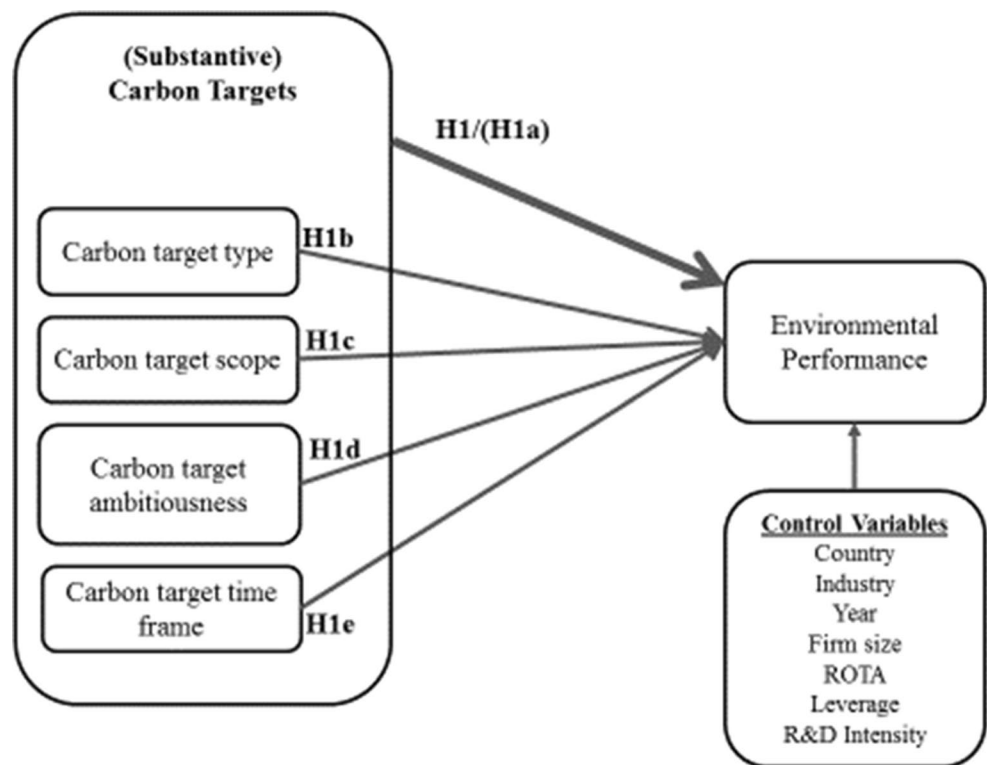 (Substantive)
Carbon Targets
H1/(H1a)
Carbon target type
H1b
Carbon target scope
H1c
Carbon target
ambitiousness
H1d
Carbon target time
frame
H1e
Environmental
Performance
Control Variables
Country
Industry
Year
Firm size
ROTA
Leverage
R&D Intensity